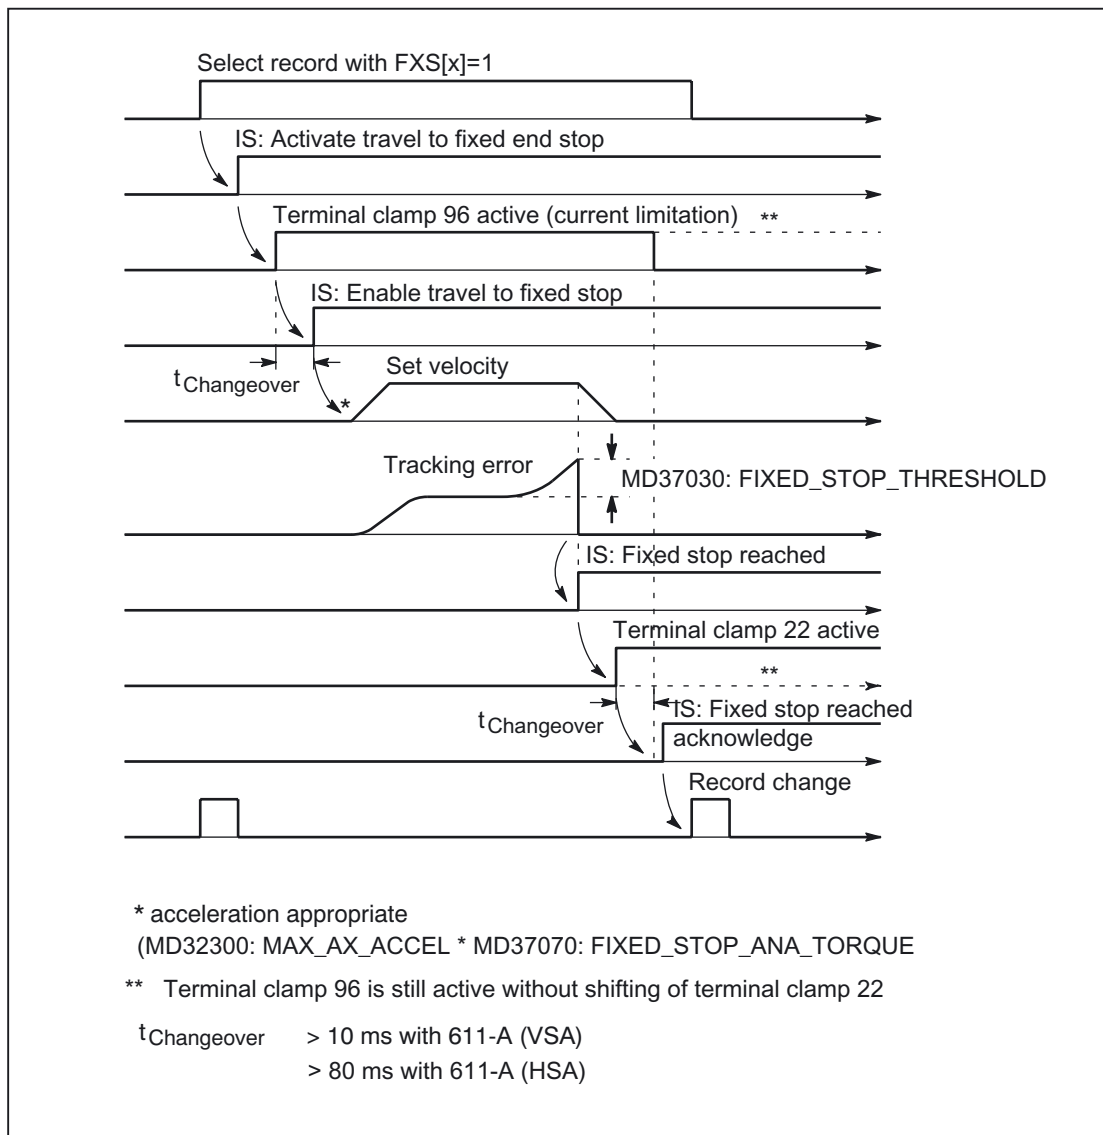 Select record with FXS[x]=1
IS: Activate travel to fixed end stop
Terminal clamp 96 active (current limitation) **
IS: Enable travel to fixed stop
tChangeover
*
Set velocity
Tracking error
MD37030: FIXED_STOP_THRESHOLD
IS: Fixed stop reached
Terminal clamp 22 active
**
tChangeover
IS: Fixed stop reached
acknowledge
Record change
* acceleration appropriate
(MD32300: MAX_AX_ACCEL * MD37070: FIXED_STOP_ANA_TORQUE
** Terminal clamp 96 is still active without shifting of terminal clamp 22
tChangeover > 10 ms with 611-A (VSA)
> 80 ms with 611-A (HSA)